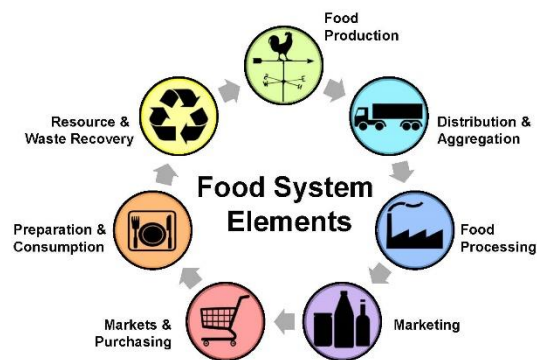 Food
Production
Distribution &
Aggregation
Food
Processing
Marketing
Markets &
Purchasing
Preparation &
Consumption
Resource &
Waste Recovery
Food System
Elements